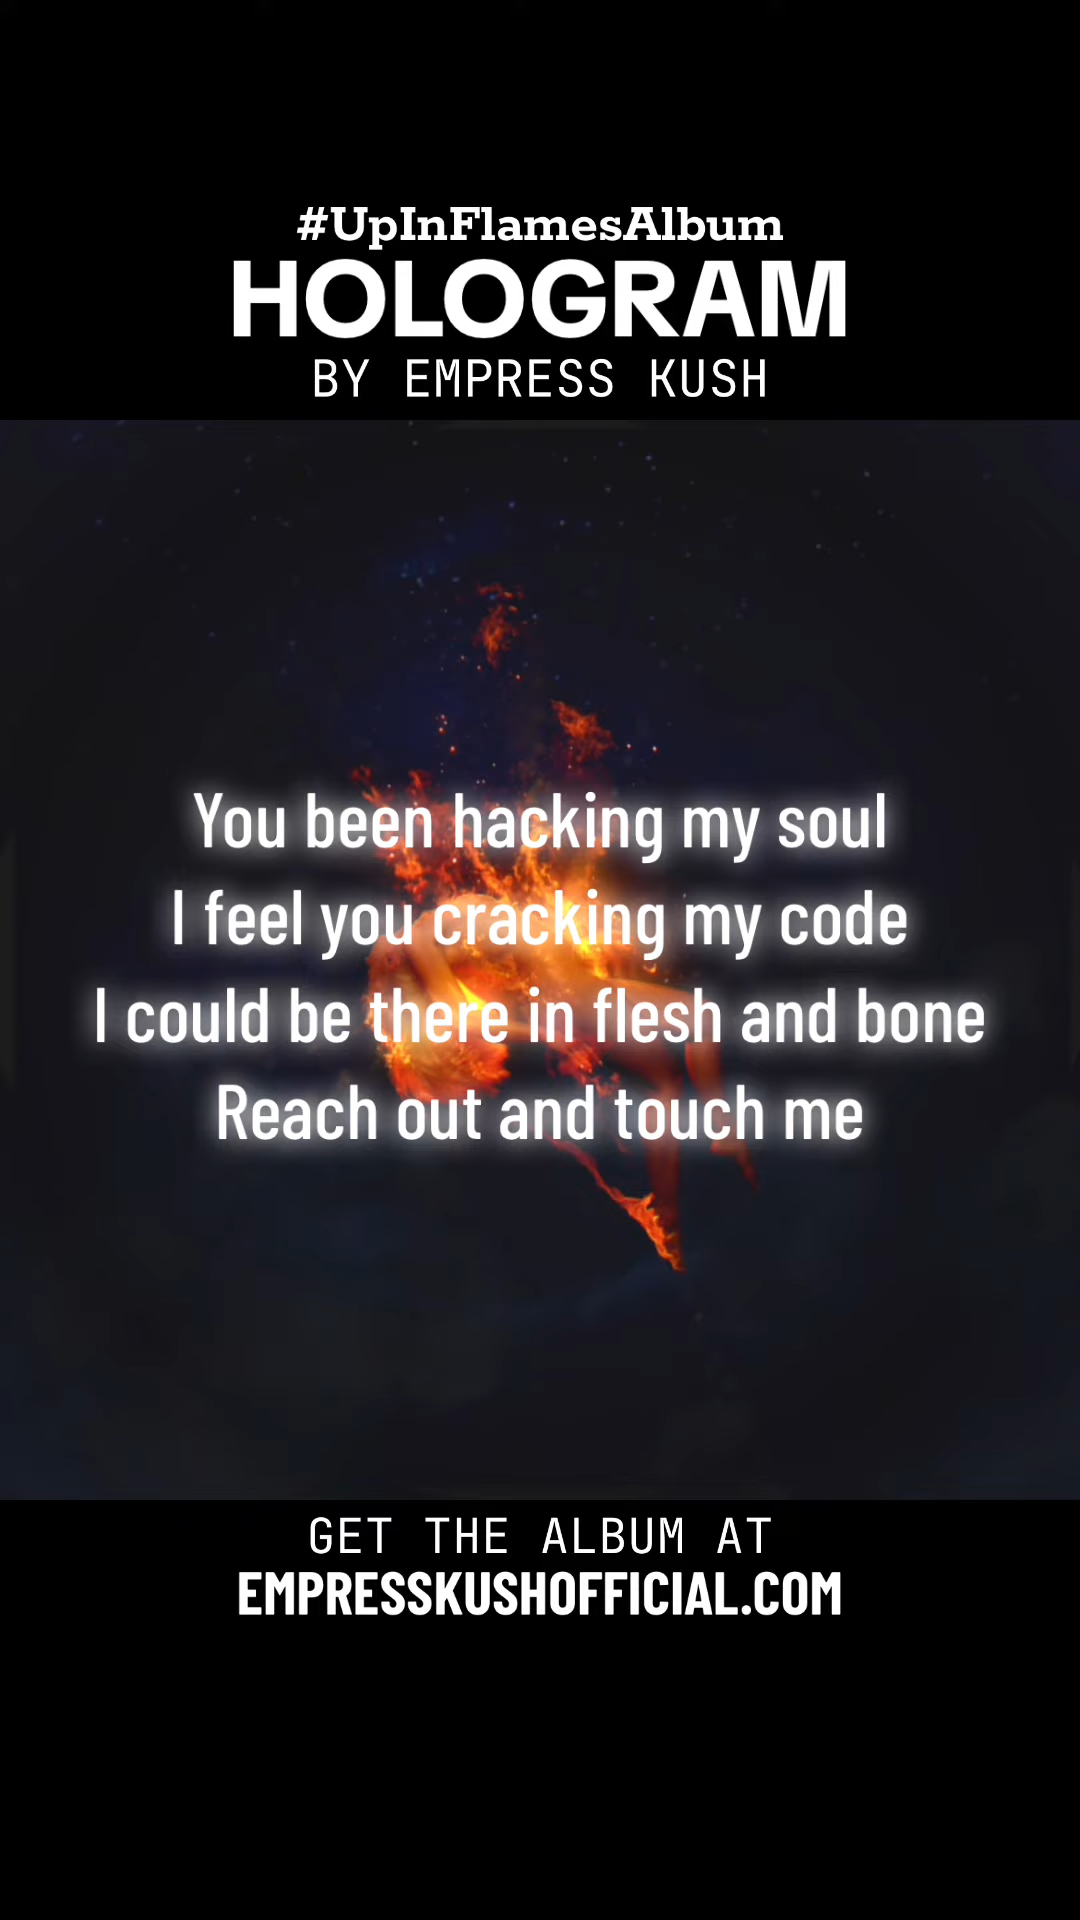 #UpInFlamesAlbum
HOLOGRAM
BY EMPRESS KUSH
You been hacking my soul
I feel you cracking my code
I could be there in flesh and bone
Reach out and touch me
GET THE ALBUM AT
EMPRESSKUSHOFFICIAL.COM